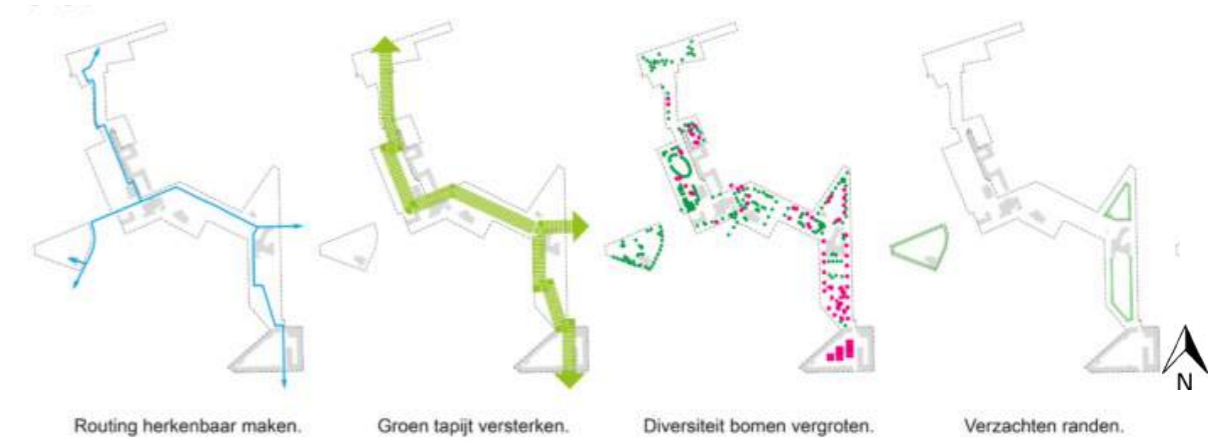 N
Routing herkenbaar maken.
Groen tapijt versterken.
Diversiteit bomen vergroten.
Verzachten randen.